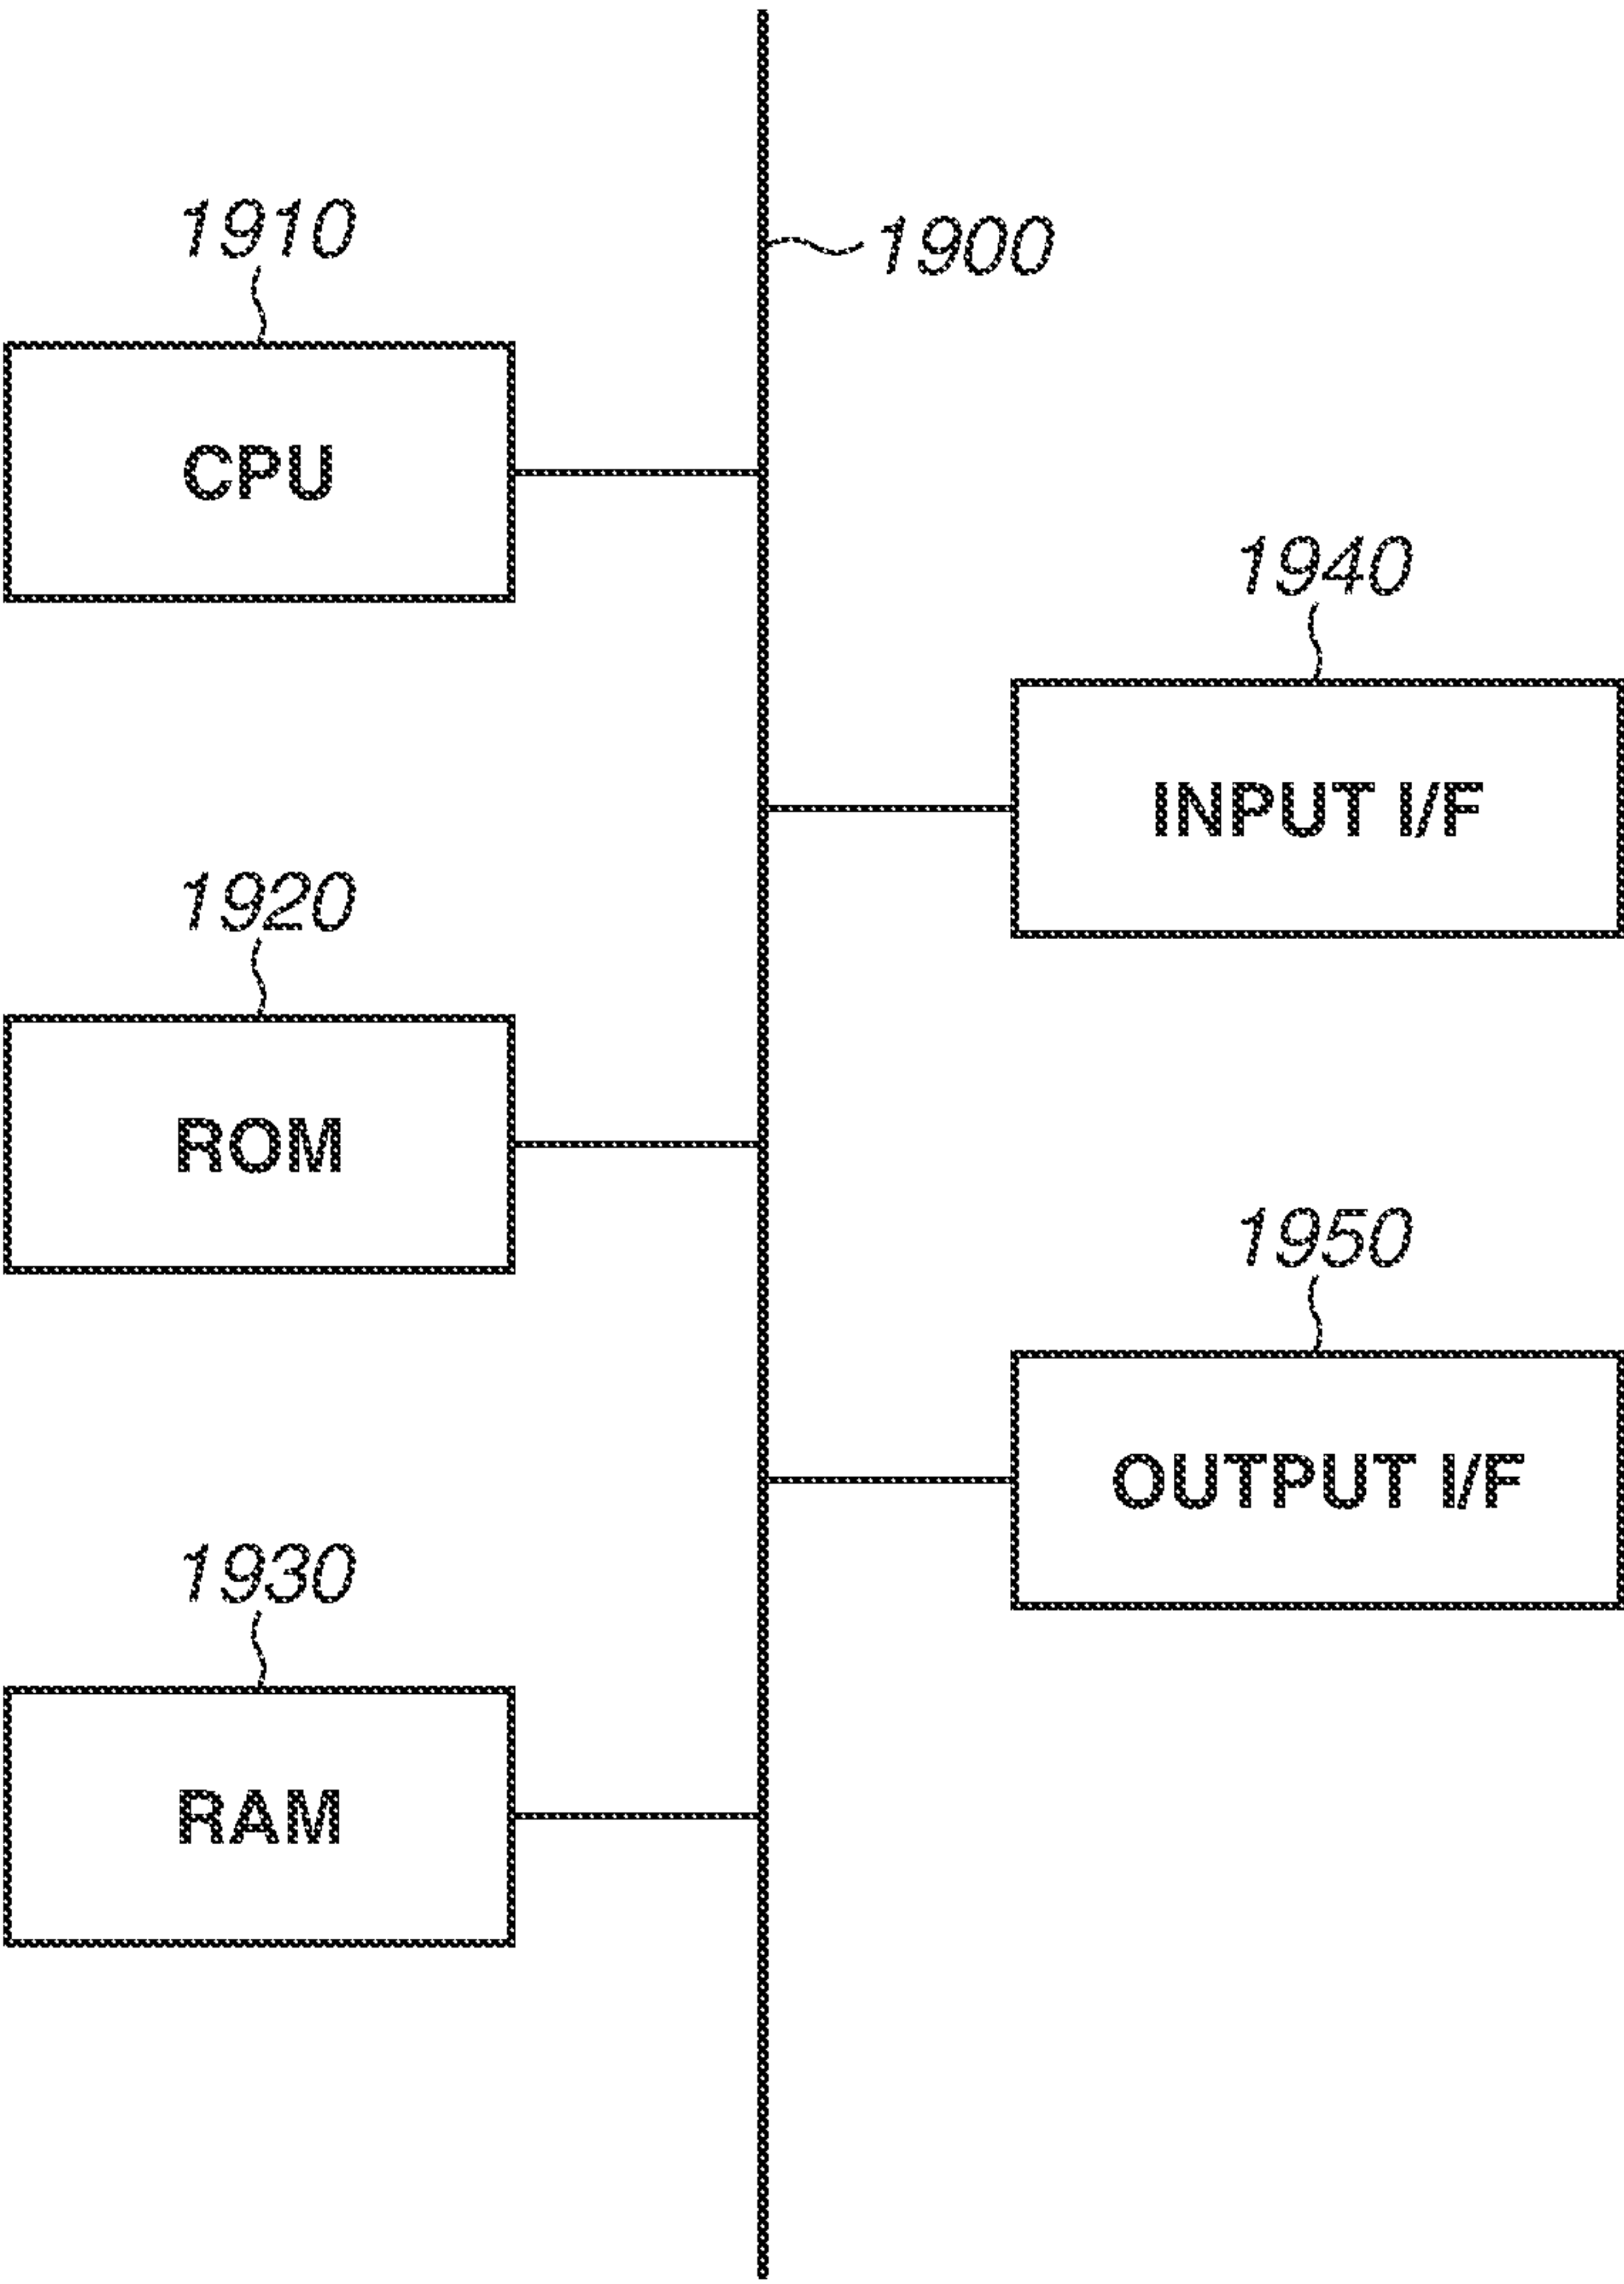 1910
1900
CPU
1940
INPUT I/F
1920
ROM
1950
OUTPUT I/F
1930
RAM